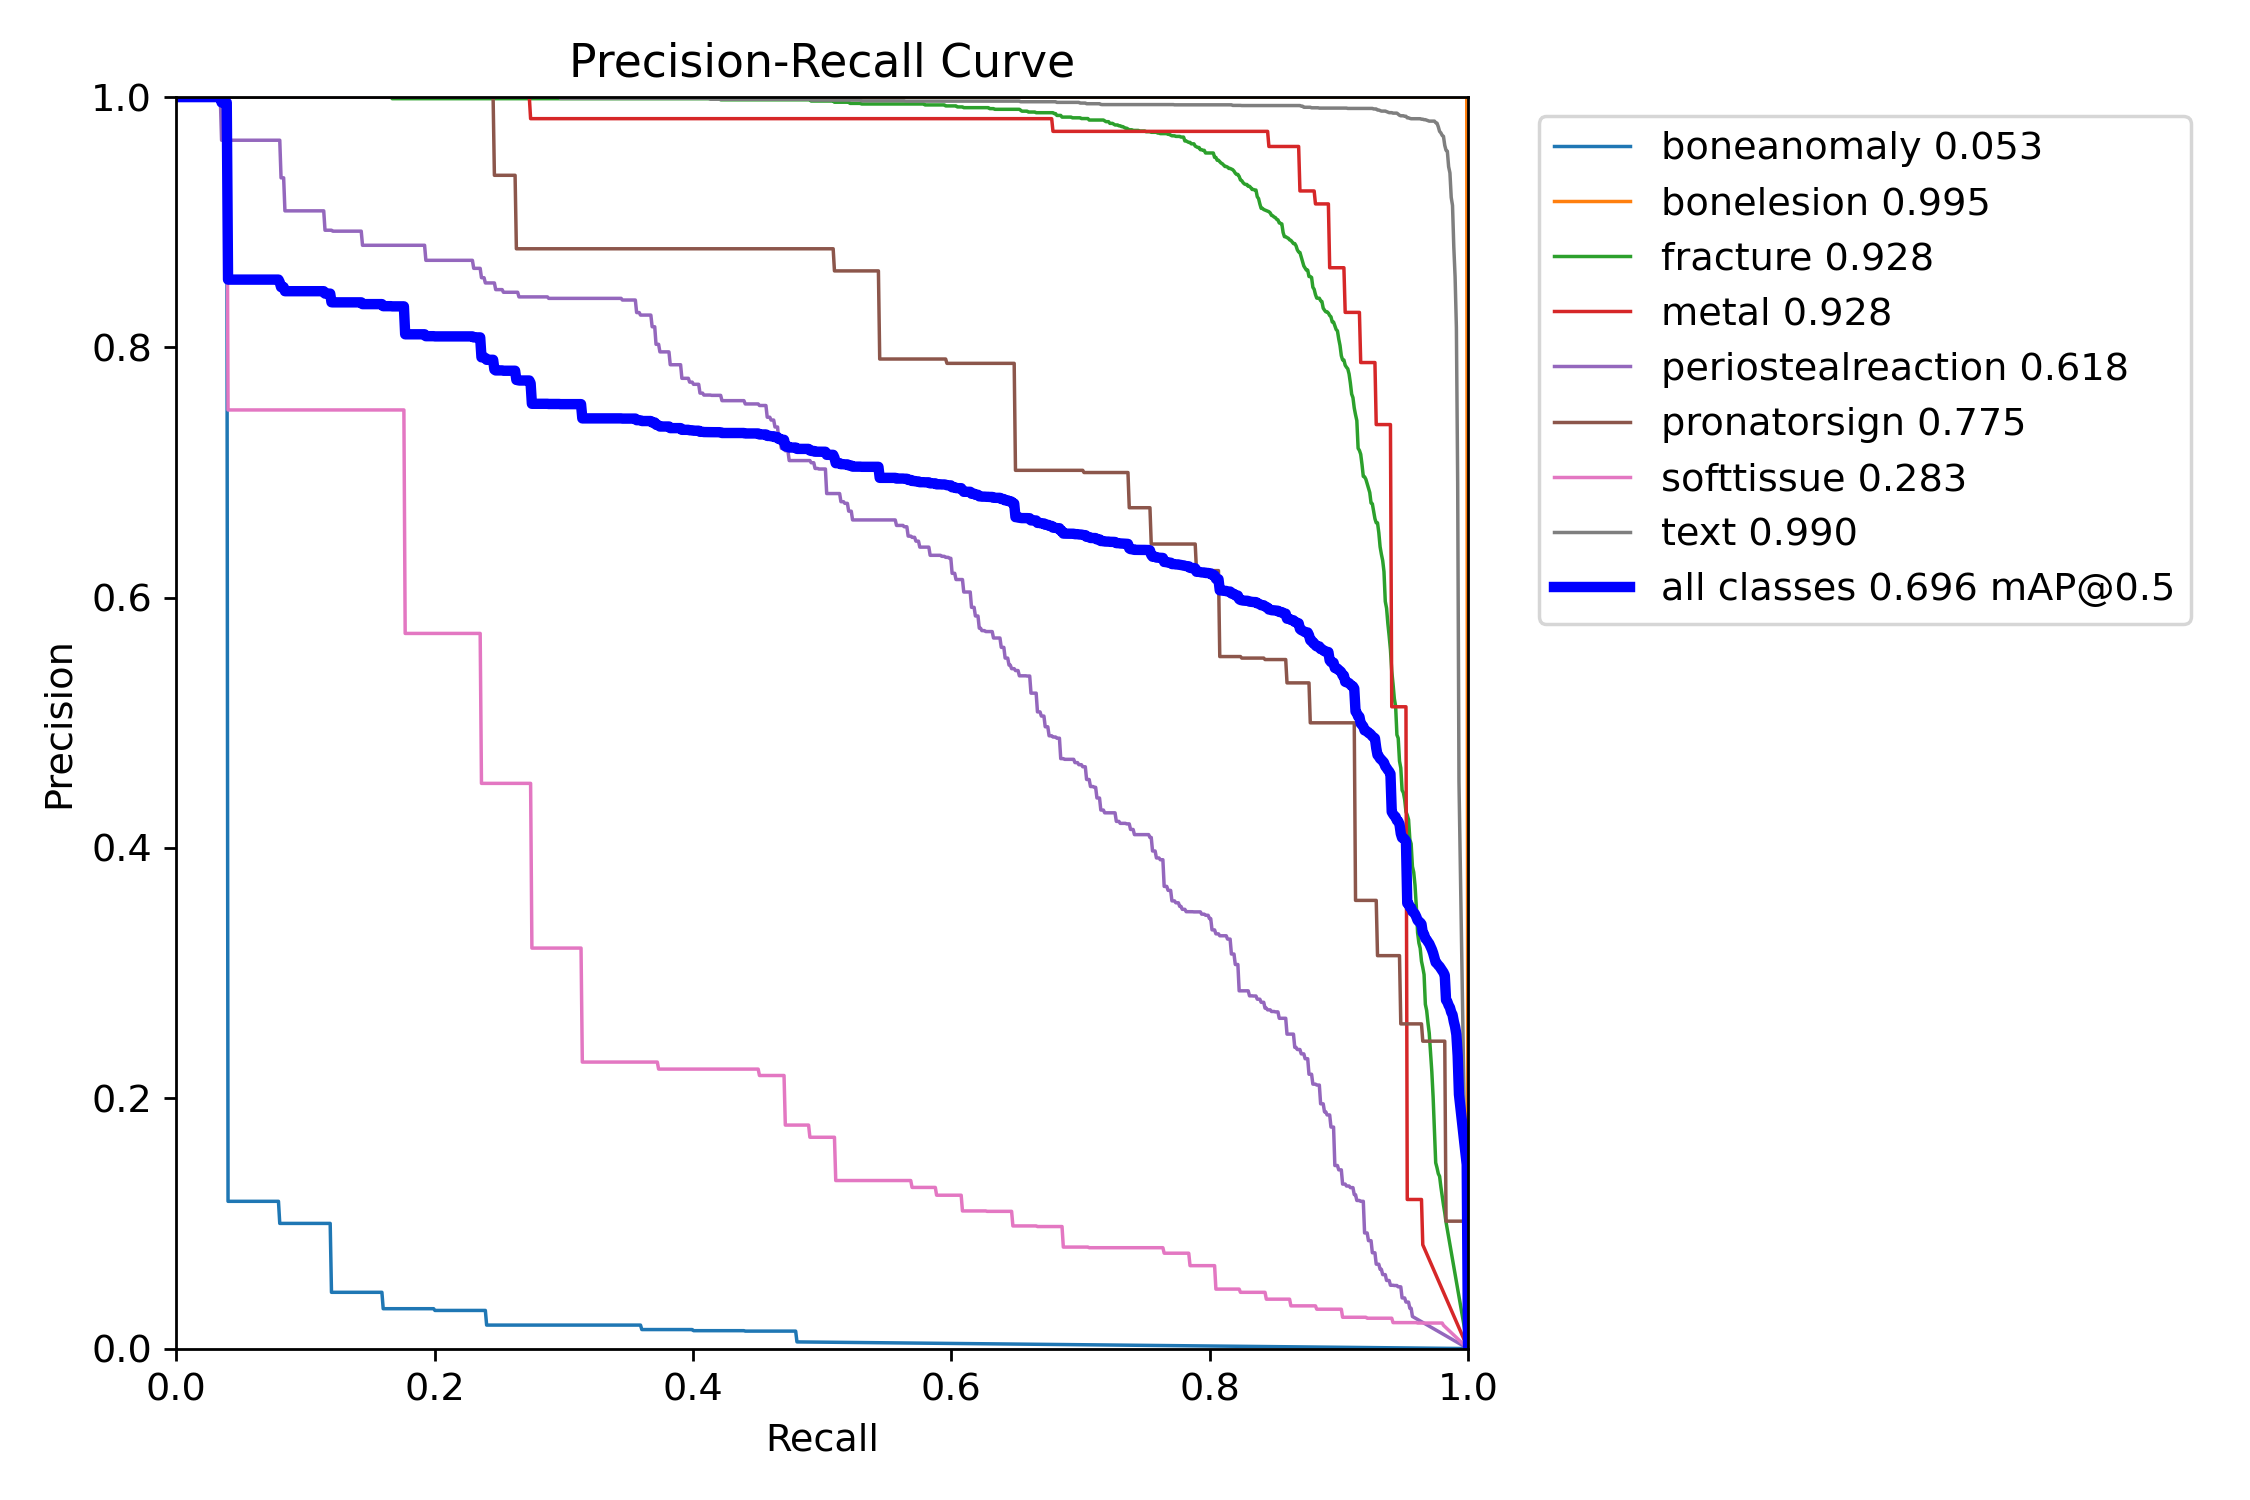 Precision-Recall Curve
1.0
0.8
0.6
0.4
0.2
0.0
Precision
0.0 0.2 0.4 0.6 0.8 1.0
Recall
boneanomaly 0.053
bonelesion 0.995
fracture 0.928
metal 0.928
periostealreaction 0.618
pronatorsign 0.775
softtissue 0.283
text 0.990
all classes 0.696 mAP@0.5